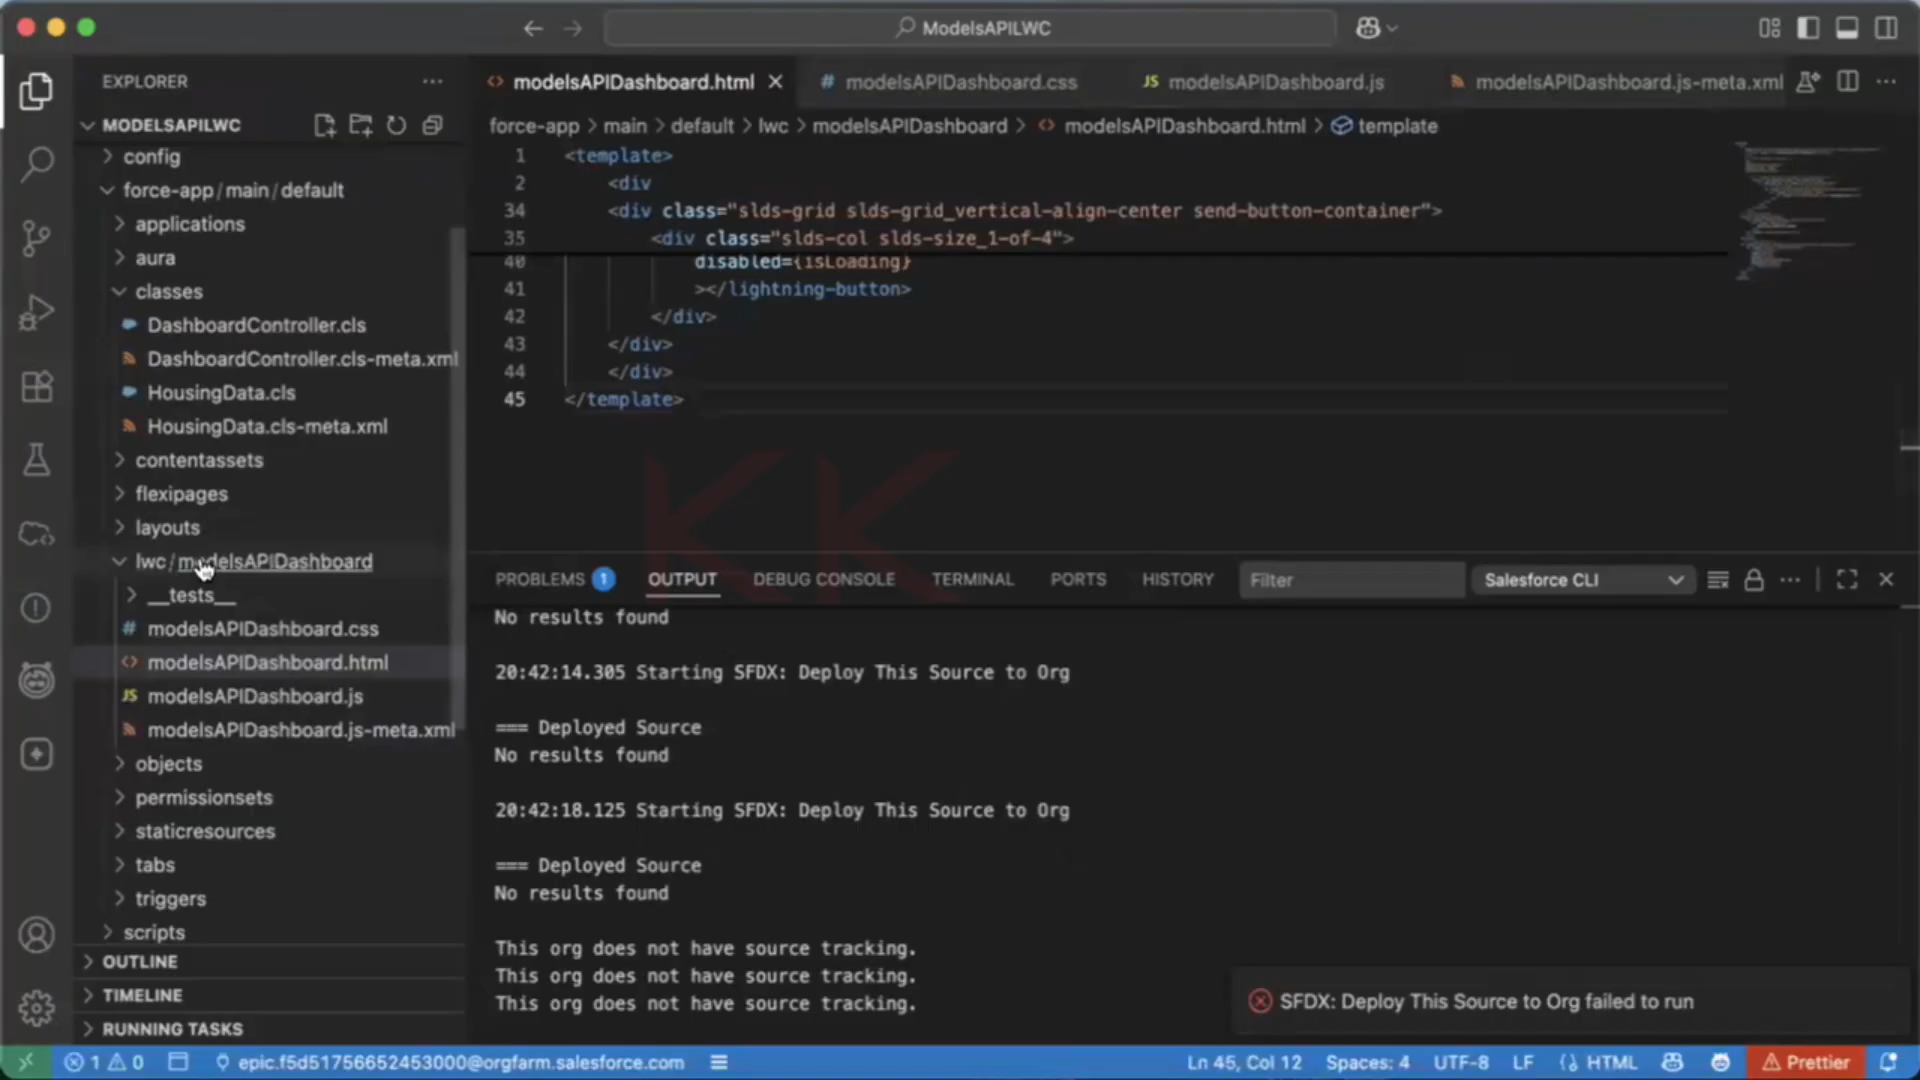 ModelsAPILWC
EXPLORER
MODELSAPILWC
config
force-app/main/default
applications
aura
classes
DashboardController.cls
DashboardController.cls-meta.xml
HousingData.cls
HousingData.cls-meta.xml
contentassets
flexipages
layouts
lwc/modelsAPIDashboard
__tests__
modelsAPIDashboard.css
modelsAPIDashboard.html
modelsAPIDashboard.js
modelsAPIDashboard.js-meta.xml
objects
permissionsets
staticresources
tabs
triggers
scripts
OUTLINE
TIMELINE
RUNNING TASKS
modelsAPIDashboard.html modelsAPIDashboard.css JS modelsAPIDashboard.js modelsAPIDashboard.js-meta.xml
force-app > main > default > lwc > modelsAPIDashboard > modelsAPIDashboard.html > template
1 <template>
2 <div
34 <div class="slds-grid slds-grid_vertical-align-center send-button-container">
35 <div class="slds-col slds-size_1-of-4">
40 disabled={isLoading}
41 ></lightning-button>
42 </div>
43 </div>
44 </div>
45 </template>
KK
PROBLEMS 1 OUTPUT DEBUG CONSOLE TERMINAL PORTS HISTORY Filter Salesforce CLI
No results found
20:42:14.305 Starting SFDX: Deploy This Source to Org
=== Deployed Source
No results found
20:42:18.125 Starting SFDX: Deploy This Source to Org
=== Deployed Source
No results found
This org does not have source tracking.
This org does not have source tracking.
This org does not have source tracking.
SFDX: Deploy This Source to Org failed to run
1 0 epic.f5d51756652453000@orgfarm.salesforce.com Ln 45, Col 12 Spaces: 4 UTF-8 LF HTML Prettier